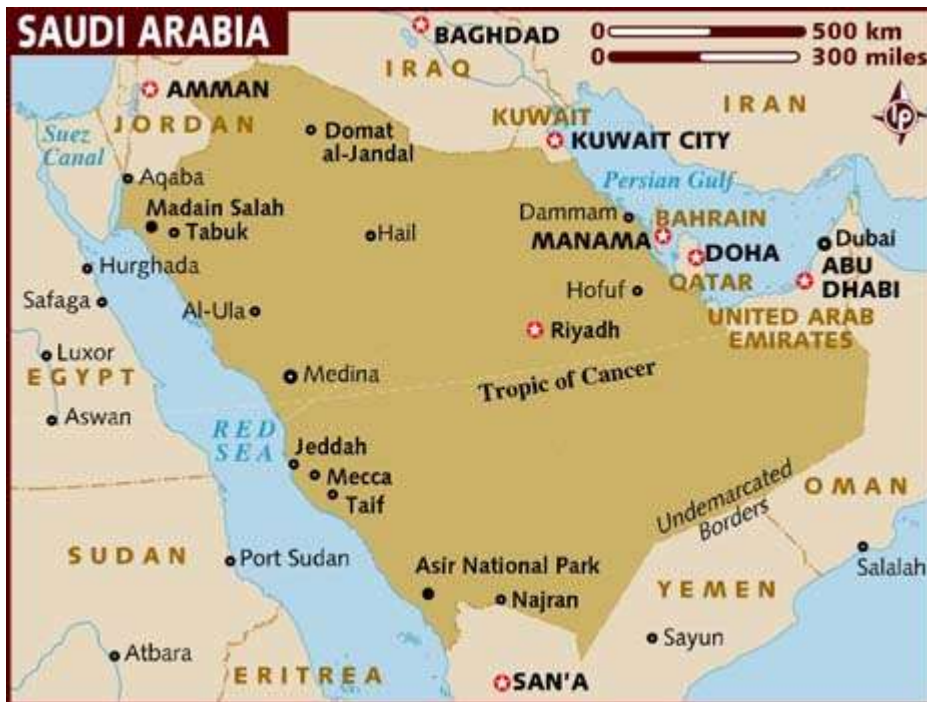 SAUDI ARABIA
BAGHDAD
0 500 km
0 300 miles
IRAQ
AMMAN
IRAN
JORDAN
KUWAIT
lp
Suez
Canal
Domat
al-Jandal
KUWAIT CITY
Aqaba
Persian Gulf
Madain Salah
Tabuk
Hail
Dammam
BAHRAIN
MANAMA
DOHA
Dubai
Hurghada
QATAR
ABU
DHABI
Safaga
Al-Ula
Hofuf
UNITED ARAB
EMIRATES
Riyadh
Luxor
EGYPT
Medina
Tropic of Cancer
Aswan
RED
SEA
Jeddah
Mecca
Taif
Undemarcated
Borders
OMAN
SUDAN
Port Sudan
Asir National Park
Salalah
Najran
YEMEN
Sayun
Atbara
ERITREA
SAN'A